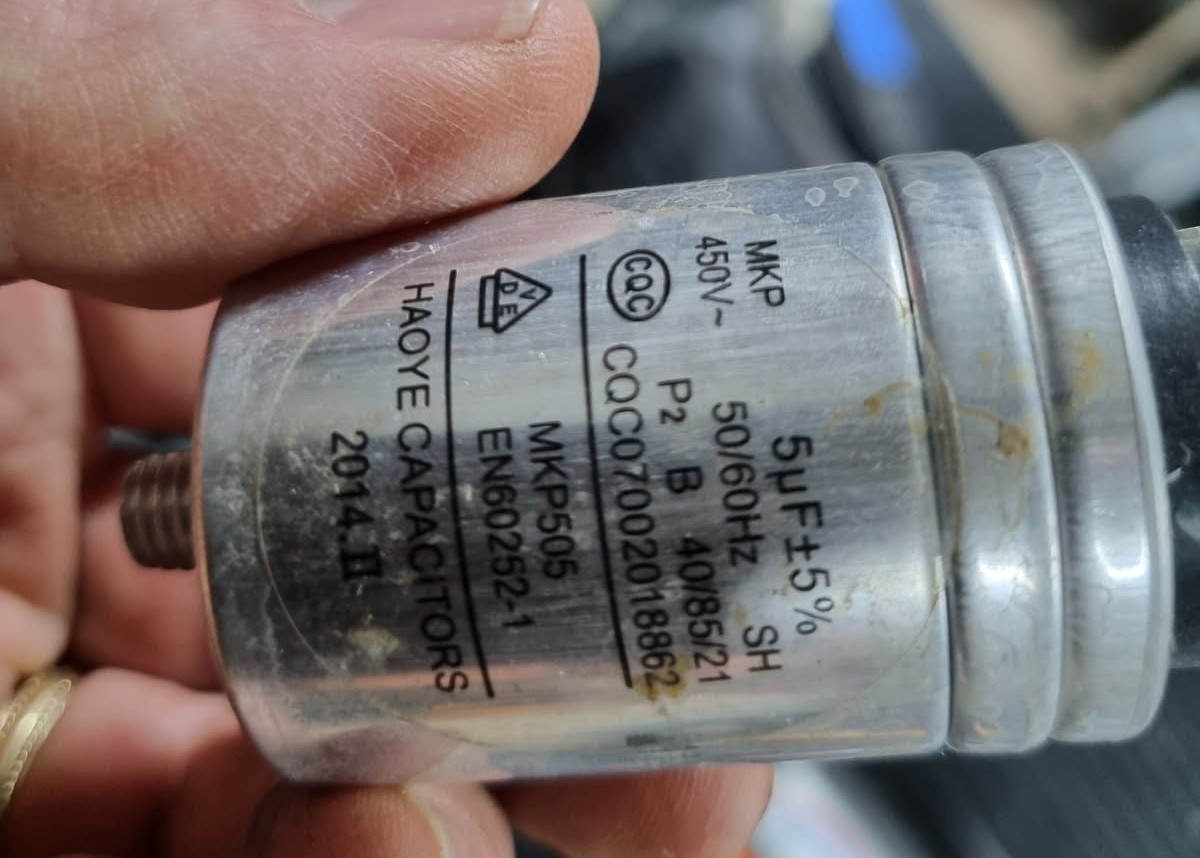 MKP 5μF±5%
450V~ 50/60Hz SH
P2 B 40/85/21
CQC CQC07002018862
VDE MKP505
EN60252-1
HAOYE CAPACITORS
2014.Ⅱ